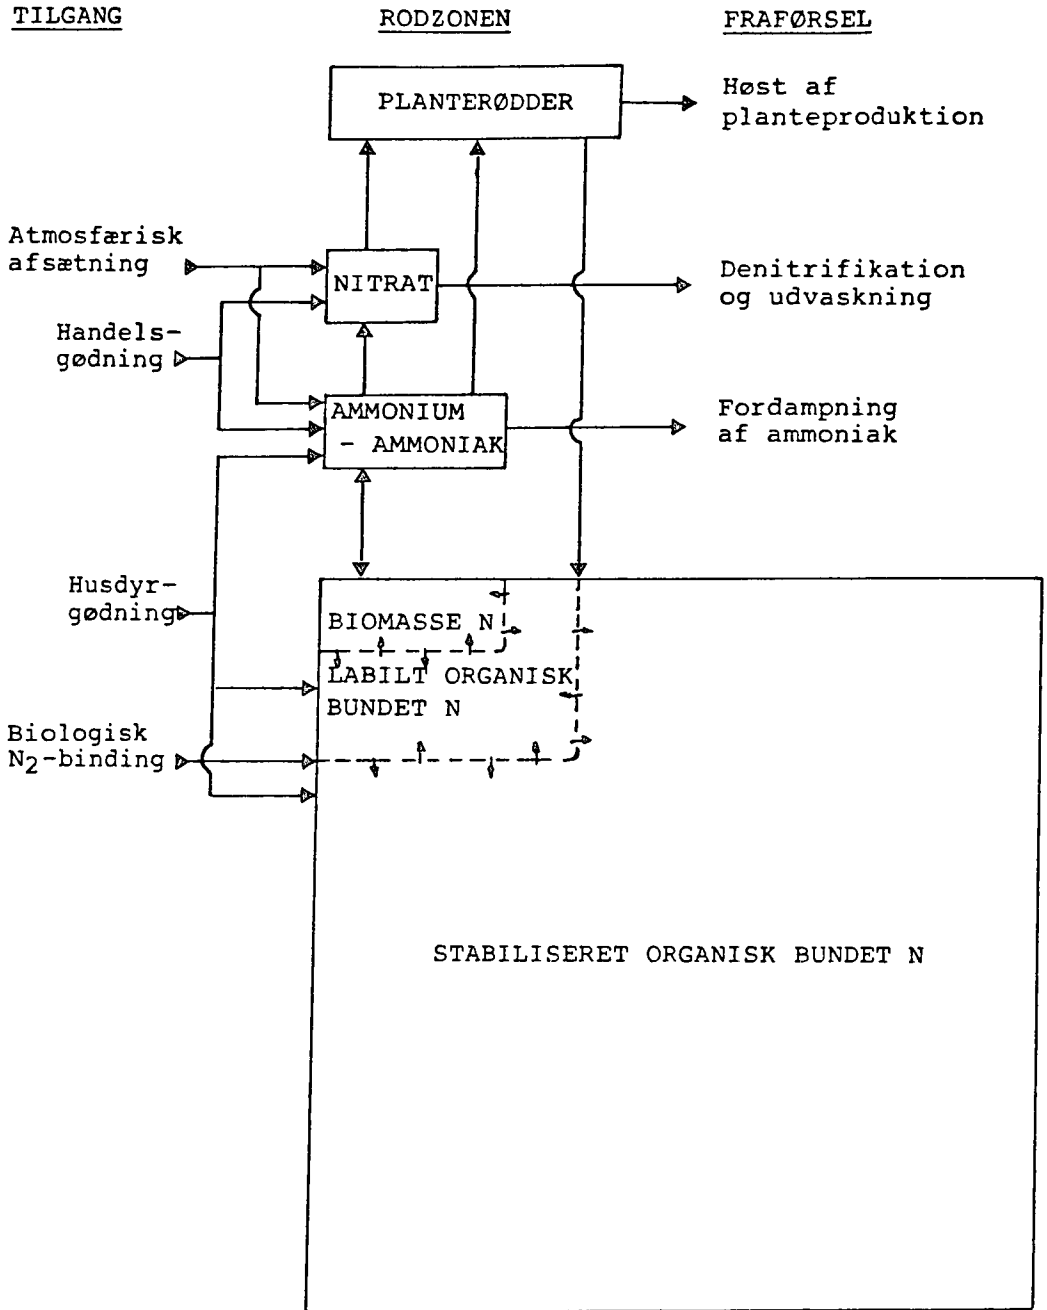 TILGANG
RODZONEN
FRAFØRSEL
PLANTERØDDER
Høst af
planteproduktion
Atmosfærisk
afsætning
NITRAT
Denitrifikation
og udvaskning
Handels-
gødning
AMMONIUM
- AMMONIAK
Fordampning
af ammoniak
Husdyr-
gødning
BIOMASSE N
LABILT ORGANISK
BUNDET N
Biologisk
N2-binding
STABILISERET ORGANISK BUNDET N